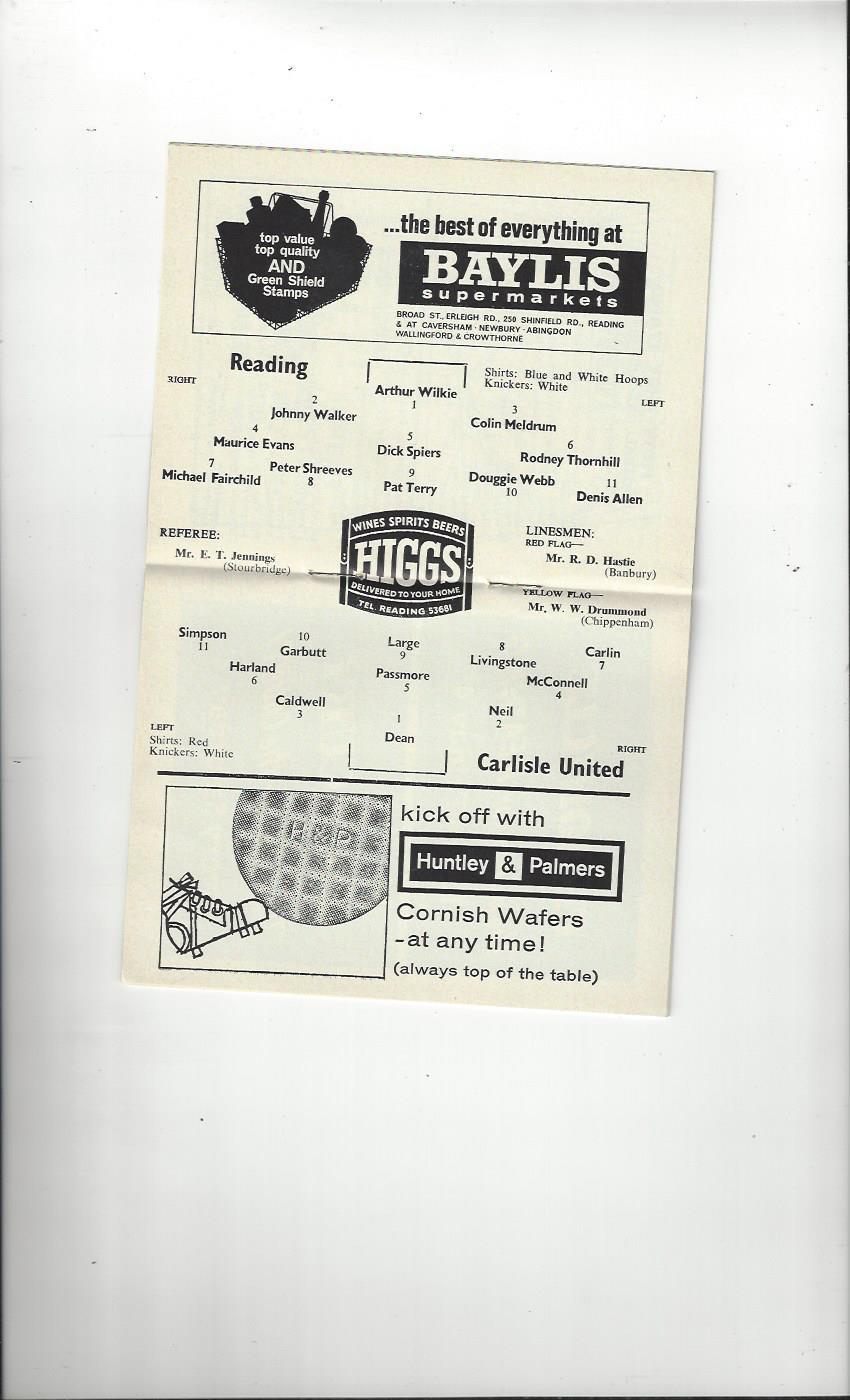 top value
top quality
AND
Green Shield
Stamps
...the best of everything at
BAYLIS
supermarkets
BROAD ST., ERLEIGH RD., 250 SHINFIELD RD., READING
& AT CAVERSHAM · NEWBURY · ABINGDON
WALLINGFORD & CROWTHORNE
Reading
Shirts: Blue and White Hoops
Knickers: White
RIGHT
LEFT
Arthur Wilkie
1
2
Johnny Walker
3
Colin Meldrum
4
Maurice Evans
5
Dick Spiers
6
Rodney Thornhill
7
Michael Fairchild
Peter Shreeves
8
9
Pat Terry
Douggie Webb
10
11
Denis Allen
REFEREE:
Mr. E. T. Jennings
(Stourbridge)
WINES SPIRITS BEERS
HIGGS
DELIVERED TO YOUR HOME
TEL. READING 53681
LINESMEN:
RED FLAG—
Mr. R. D. Hastie
(Banbury)
YELLOW FLAG—
Mr. W. W. Drummond
(Chippenham)
Simpson
11
10
Garbutt
Large
9
8
Livingstone
Carlin
7
Harland
6
Passmore
5
McConnell
4
Caldwell
3
1
Dean
Neil
2
LEFT
Shirts: Red
Knickers: White
RIGHT
Carlisle United
H&P
kick off with
Huntley & Palmers
Cornish Wafers
-at any time!
(always top of the table)